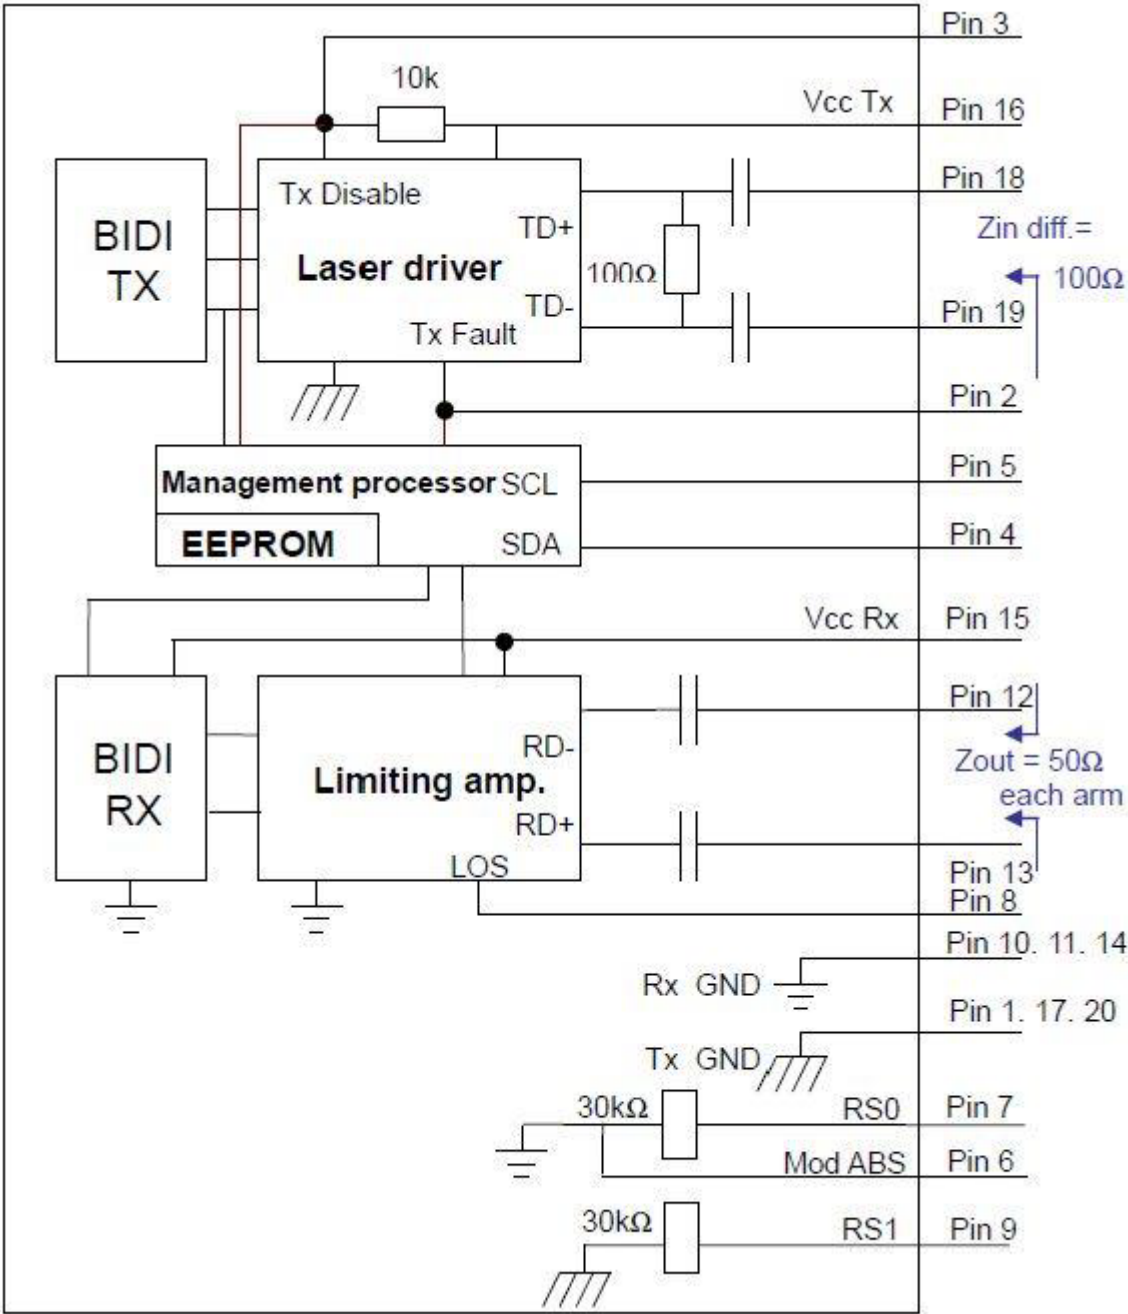 Pin 3
10k
Vcc Tx Pin 16
Pin 18
Tx Disable
TD+
Zin diff.=
BIDI
TX
Laser driver
100Ω
100Ω
TD-
Pin 19
Tx Fault
Pin 2
Management processor SCL Pin 5
EEPROM SDA Pin 4
Vcc Rx Pin 15
Pin 12
RD-
BIDI
RX
Limiting amp.
Zout = 50Ω
each arm
RD+
LOS
Pin 13
Pin 8
Pin 10. 11. 14
Rx GND
Pin 1. 17. 20
Tx GND
30kΩ RS0 Pin 7
Mod ABS Pin 6
30kΩ RS1 Pin 9